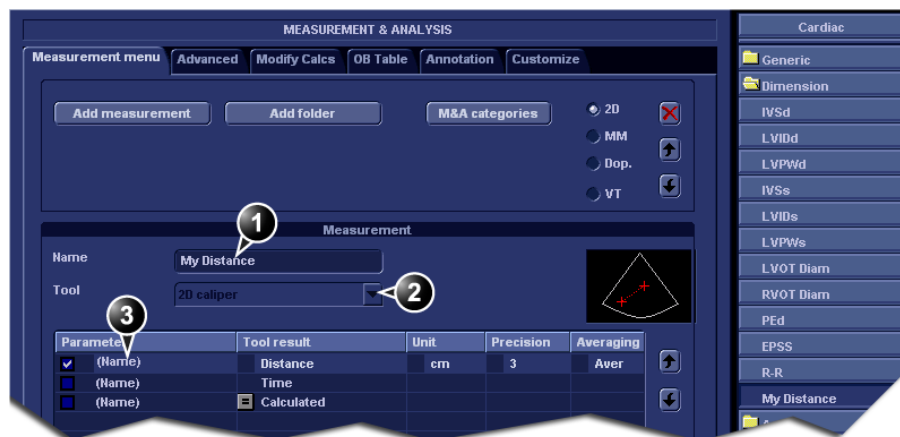 MEASUREMENT & ANALYSIS
Measurement menu Advanced Modify Calcs OB Table Annotation Customize
Add measurement Add folder M&A categories 2D
MM
Dop.
VT
Measurement
1
Name My Distance
Tool 2D caliper 2
3
Parameter Tool result Unit Precision Averaging
(Name) Distance cm 3 Aver
(Name) Time
(Name) = Calculated
Cardiac
Generic
Dimension
IVSd
LVIDd
LVPWd
IVSs
LVIDs
LVPWs
LVOT Diam
RVOT Diam
PEd
EPSS
R-R
My Distance